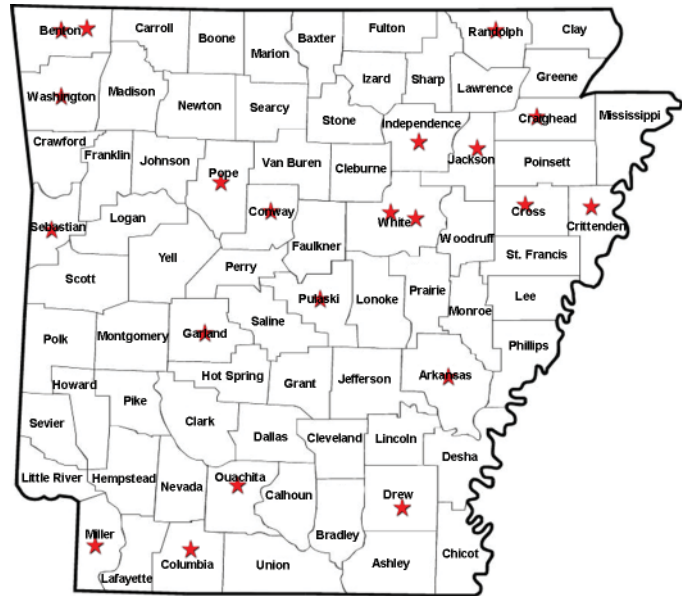 Benton
Carroll
Boone
Marion
Baxter
Fulton
Randolph
Clay
Izard
Sharp
Lawrence
Greene
Washington
Madison
Newton
Searcy
Stone
Independence
Craighead
Mississippi
Crawford
Franklin
Johnson
Pope
Van Buren
Cleburne
Jackson
Poinsett
Logan
Conway
White
Cross
Crittenden
Sebastian
Faulkner
Woodruff
Yell
Perry
St. Francis
Scott
Pulaski
Lonoke
Prairie
Lee
Polk
Montgomery
Garland
Saline
Monroe
Phillips
Howard
Hot Spring
Grant
Jefferson
Arkansas
Pike
Sevier
Clark
Dallas
Cleveland
Lincoln
Desha
Little River
Hempstead
Nevada
Ouachita
Calhoun
Drew
Miller
Bradley
Lafayette
Columbia
Union
Ashley
Chicot